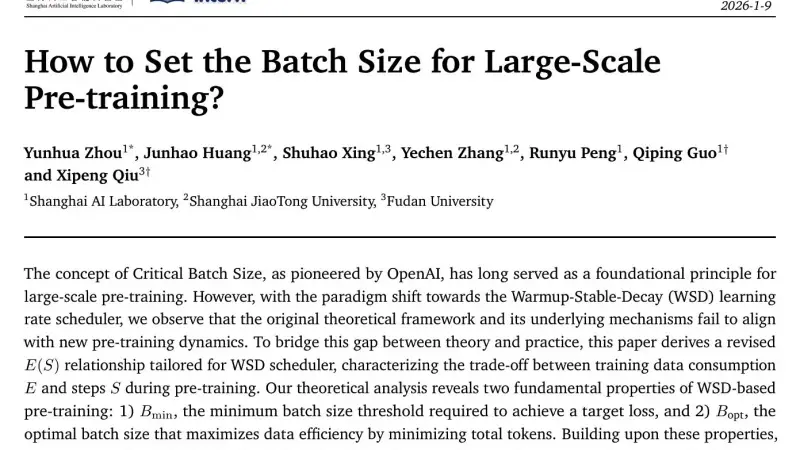 Shanghai Artificial Intelligence Laboratory
2026-1-9
How to Set the Batch Size for Large-Scale
Pre-training?
Yunhua Zhou1*, Junhao Huang1,2*, Shuhao Xing1,3, Yechen Zhang1,2, Runyu Peng1, Qiping Guo1†
and Xipeng Qiu3†
1Shanghai AI Laboratory, 2Shanghai JiaoTong University, 3Fudan University
The concept of Critical Batch Size, as pioneered by OpenAI, has long served as a foundational principle for
large-scale pre-training. However, with the paradigm shift towards the Warmup-Stable-Decay (WSD) learning
rate scheduler, we observe that the original theoretical framework and its underlying mechanisms fail to align
with new pre-training dynamics. To bridge this gap between theory and practice, this paper derives a revised
E(S) relationship tailored for WSD scheduler, characterizing the trade-off between training data consumption
E and steps S during pre-training. Our theoretical analysis reveals two fundamental properties of WSD-based
pre-training: 1) Bmin, the minimum batch size threshold required to achieve a target loss, and 2) Bopt, the
optimal batch size that maximizes data efficiency by minimizing total tokens. Building upon these properties,